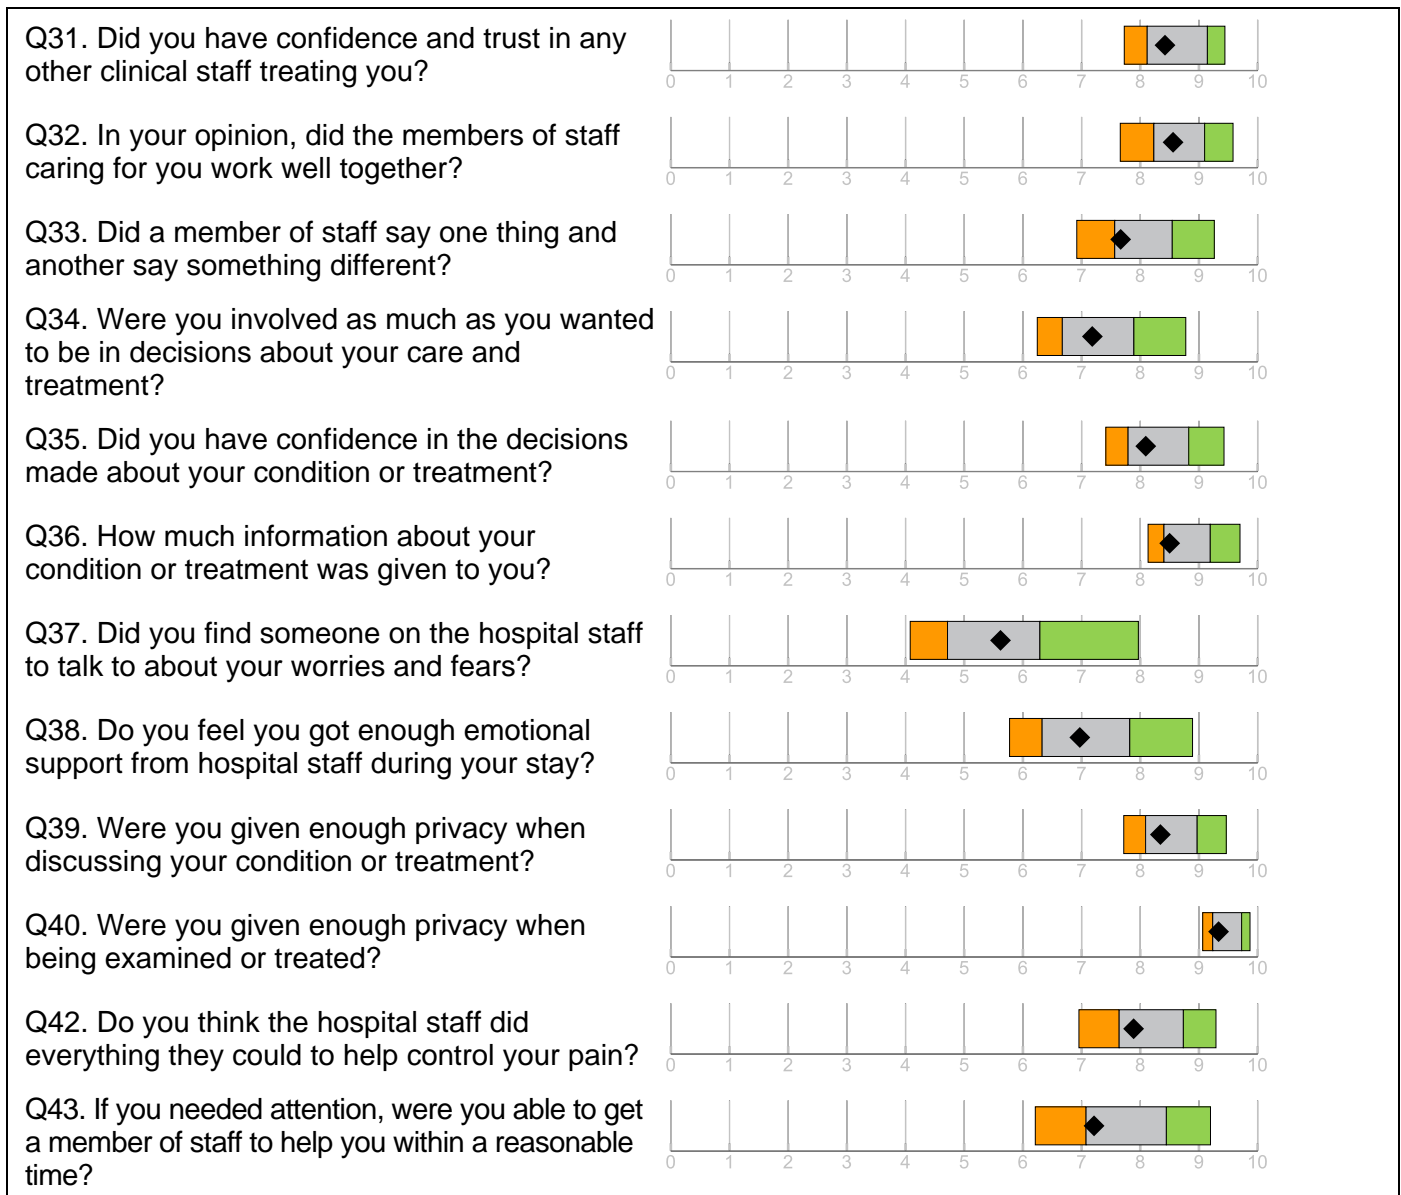 Q31. Did you have confidence and trust in any
other clinical staff treating you?
0 1 2 3 4 5 6 7 8 9 10
Q32. In your opinion, did the members of staff
caring for you work well together?
0 1 2 3 4 5 6 7 8 9 10
Q33. Did a member of staff say one thing and
another say something different?
0 1 2 3 4 5 6 7 8 9 10
Q34. Were you involved as much as you wanted
to be in decisions about your care and
treatment?
0 1 2 3 4 5 6 7 8 9 10
Q35. Did you have confidence in the decisions
made about your condition or treatment?
0 1 2 3 4 5 6 7 8 9 10
Q36. How much information about your
condition or treatment was given to you?
0 1 2 3 4 5 6 7 8 9 10
Q37. Did you find someone on the hospital staff
to talk to about your worries and fears?
0 1 2 3 4 5 6 7 8 9 10
Q38. Do you feel you got enough emotional
support from hospital staff during your stay?
0 1 2 3 4 5 6 7 8 9 10
Q39. Were you given enough privacy when
discussing your condition or treatment?
0 1 2 3 4 5 6 7 8 9 10
Q40. Were you given enough privacy when
being examined or treated?
0 1 2 3 4 5 6 7 8 9 10
Q42. Do you think the hospital staff did
everything they could to help control your pain?
0 1 2 3 4 5 6 7 8 9 10
Q43. If you needed attention, were you able to get
a member of staff to help you within a reasonable
time?
0 1 2 3 4 5 6 7 8 9 10